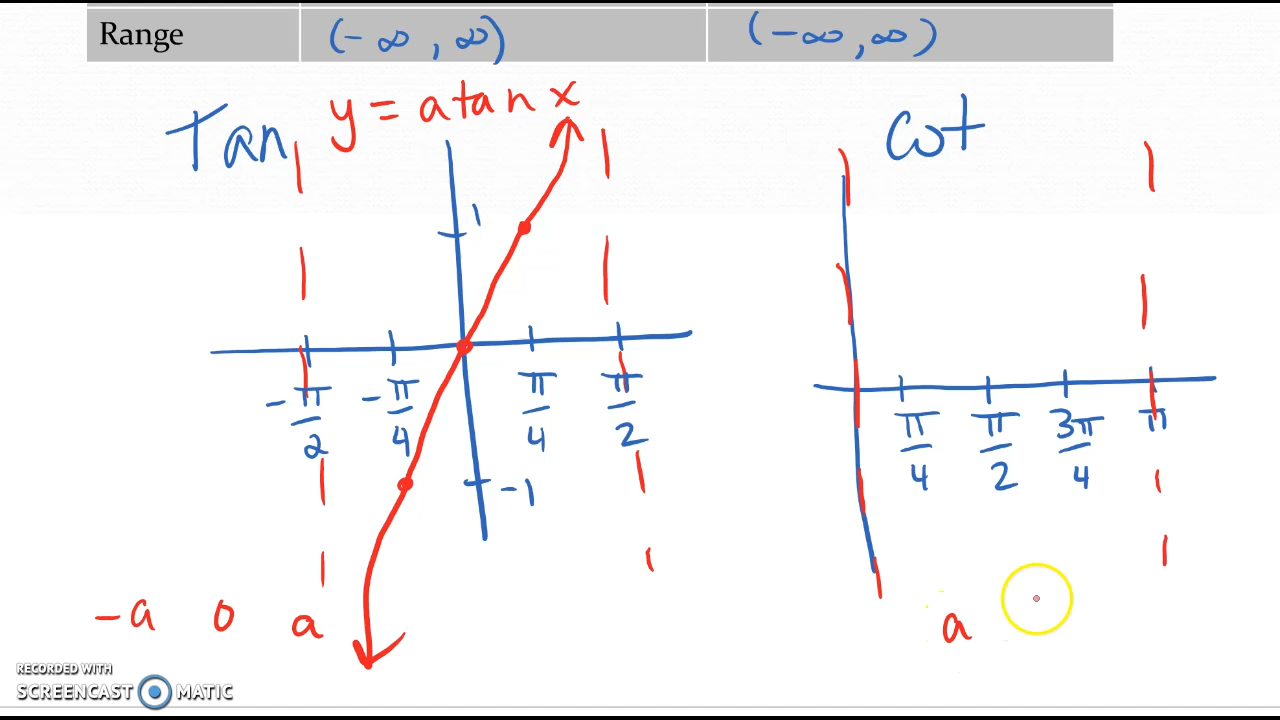 Range (-∞, ∞) (-∞, ∞)
Tan y = a tan x
cot
1
-π/2 -π/4 π/4 π/2
-1
π/4 π/2 3π/4 π
-a 0 a
a
RECORDED WITH
SCREENCAST MATIC